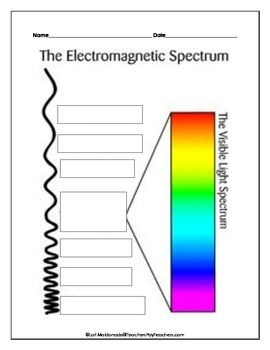 Name Date
The Electromagnetic Spectrum
The Visible Light Spectrum
©Lori Maldonado@TeachersPayTeachers.com